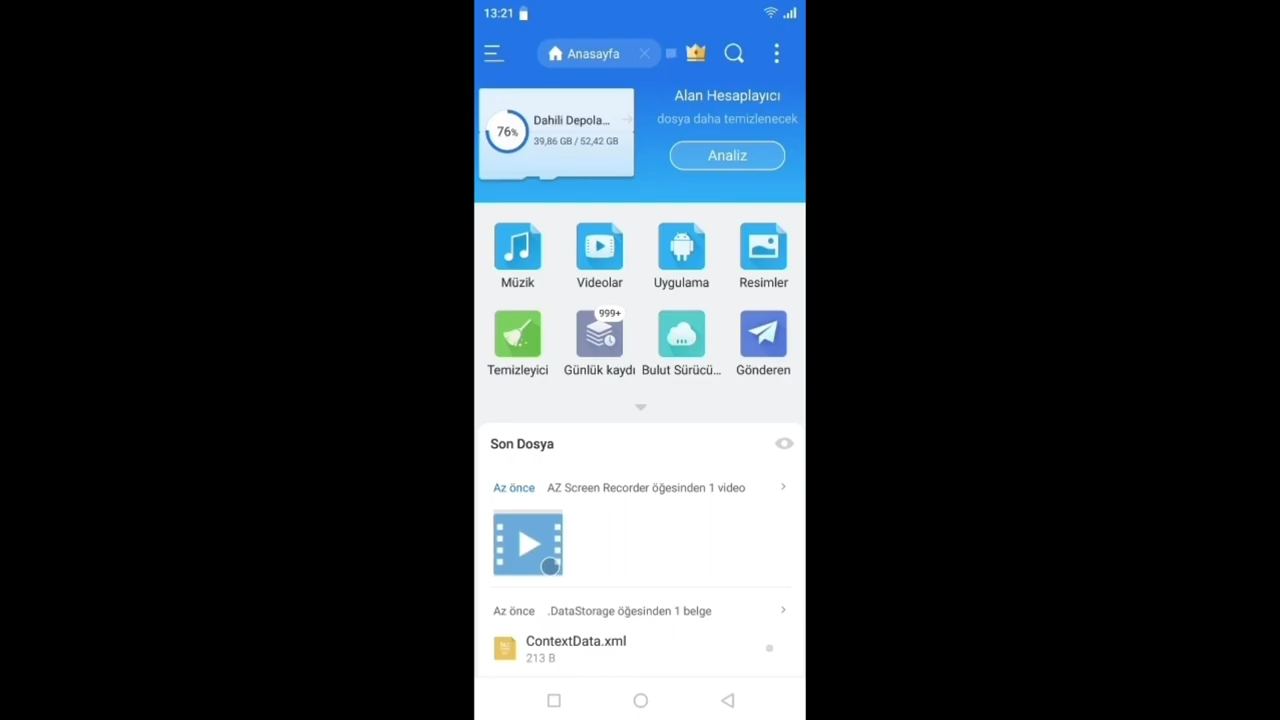 13:21
Anasayfa
Alan Hesaplayıcı
dosya daha temizlenecek
Analiz
76%
Dahili Depola...
39,86 GB / 52,42 GB
Müzik
Videolar
Uygulama
Resimler
999+
Temizleyici
Günlük kaydı
Bulut Sürücü...
Gönderen
Son Dosya
Az önce AZ Screen Recorder öğesinden 1 video
Az önce .DataStorage öğesinden 1 belge
ContextData.xml
213 B